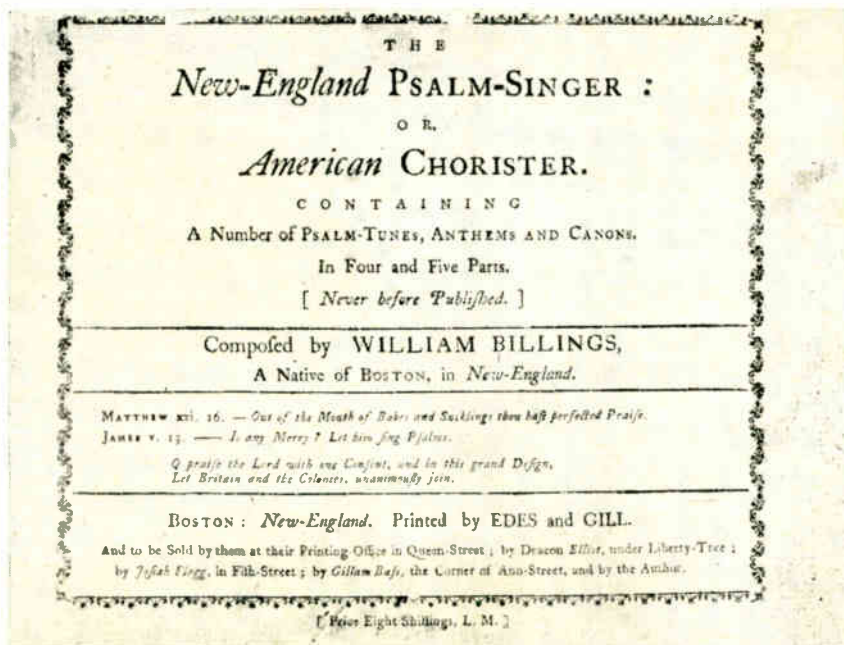 THE
New-England PSALM-SINGER :
OR,
American CHORISTER.
CONTAINING
A Number of PSALM-TUNES, ANTHEMS AND CANONS.
In Four and Five Parts.
[ Never before Publiſhed. ]
Compoſed by WILLIAM BILLINGS,
A Native of BOSTON, in New-England.
MATTHEW xxi. 16. — Out of the Mouth of Babes and Sucklings thou haſt perfected Praiſe.
JAMES v. 13. —— Is any Merry ? Let him ſing Pſalms.
O praiſe the Lord with one Conſent, and in this grand Deſign,
Let Britain and the Colonies, unanimouſly join.
BOSTON : New-England. Printed by EDES and GILL.
And to be Sold by them at their Printing-Office in Queen-Street ; by Deacon Elliot, under Liberty-Tree ;
by Joſiah Flagg, in Fiſh-Street ; by Gillam Baſs, the Corner of Ann-Street, and by the Author.
[ Price Eight Shillings, L. M. ]